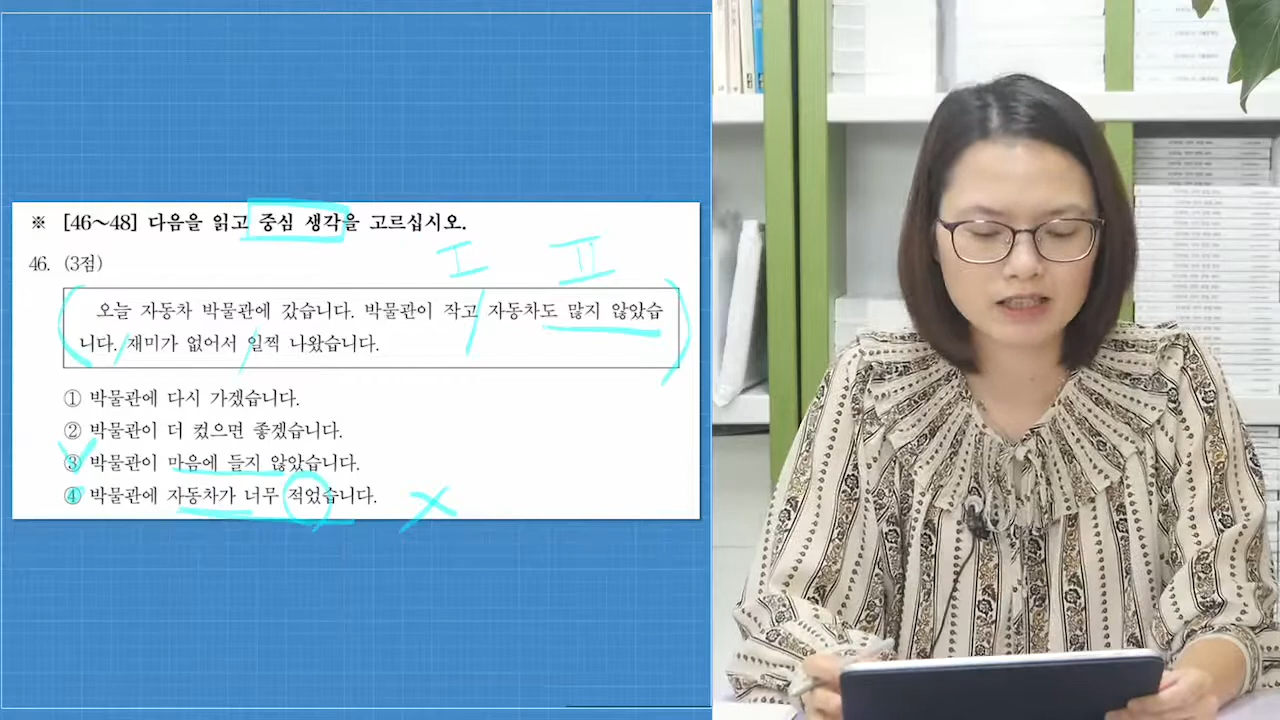 ※ [46～48] 다음을 읽고 중심 생각을 고르십시오.
46. (3점)
I II
오늘 자동차 박물관에 갔습니다. 박물관이 작고 자동차도 많지 않았습
니다. 재미가 없어서 일찍 나왔습니다.
① 박물관에 다시 가겠습니다.
② 박물관이 더 컸으면 좋겠습니다.
③ 박물관이 마음에 들지 않았습니다.
④ 박물관에 자동차가 너무 적었습니다.